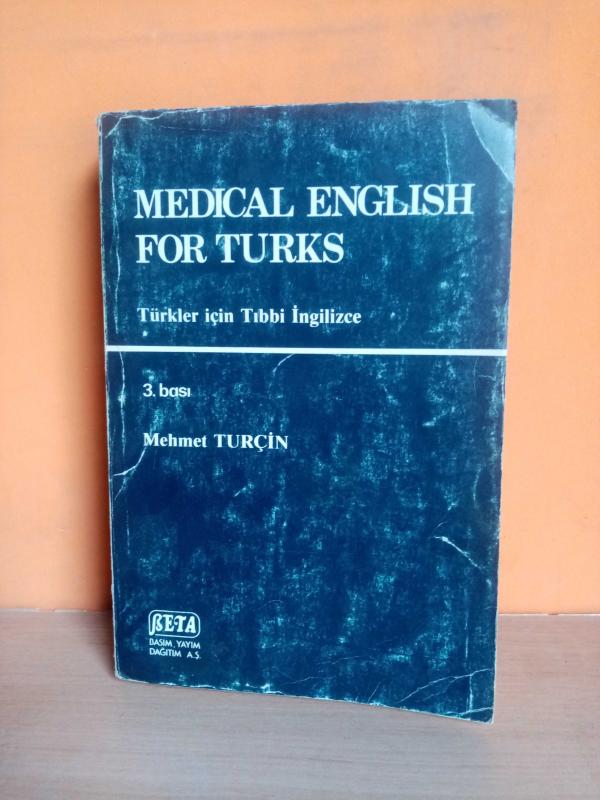 MEDICAL ENGLISH
FOR TURKS
Türkler için Tıbbi İngilizce
3. bası
Mehmet TURÇİN
BETA
BASIM, YAYIM
DAĞITIM A.Ş.